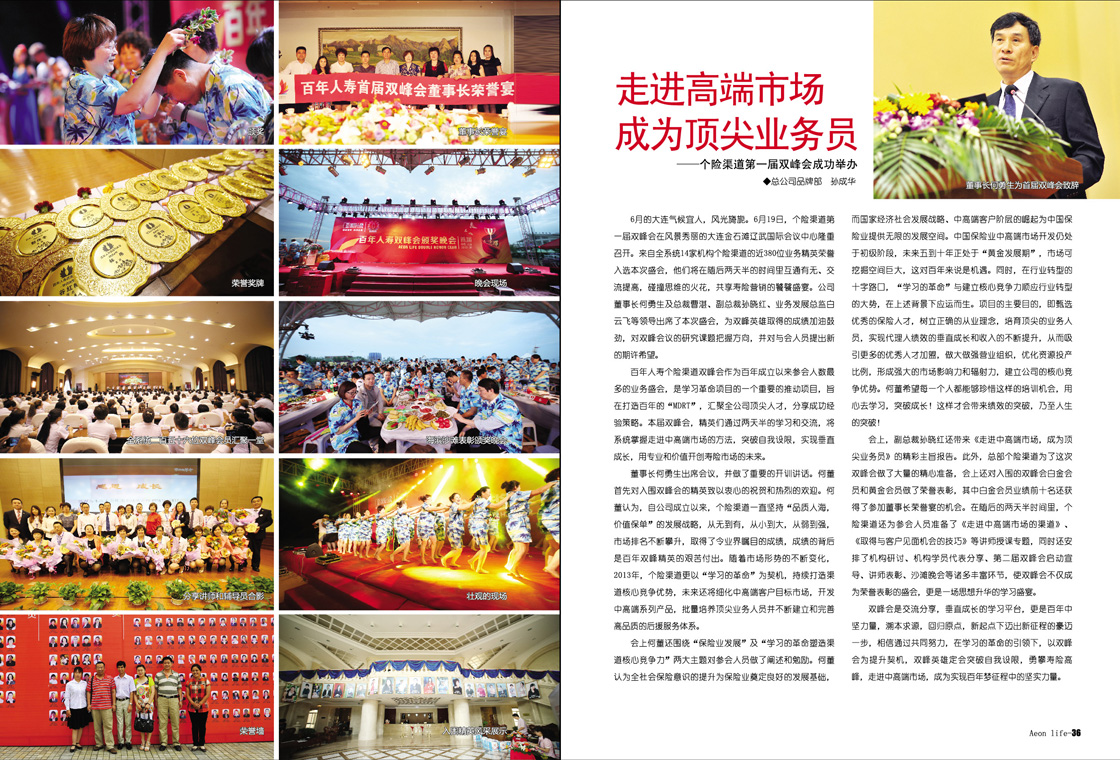 颁奖
百年人寿首届双峰会董事长荣誉宴
董事长荣誉宴
荣誉奖牌
百年人寿双峰会颁奖晚会
晚会现场
海滨沙滩表彰颁奖晚会
分享讲师和辅导员合影
壮观的现场
荣誉墙
入围精英风采展示
走进高端市场
成为顶尖业务员
——个险渠道第一届双峰会成功举办
◆总公司品牌部 孙成华
董事长何勇生为首届双峰会致辞
6月的大连气候宜人，风光旖旎。6月19日，个险渠道第
一届双峰会在风景秀丽的大连金石滩辽武国际会议中心隆重
召开。来自全系统14家机构个险渠道的近380位业务精英荣誉
入选本次盛会，他们将在随后两天半的时间里互通有无、交
流提高，碰撞思维的火花，共享寿险营销的饕餮盛宴。公司
董事长何勇生及总裁曹湛、副总裁孙晓红、业务发展总监白
云飞等领导出席了本次盛会，为双峰英雄取得的成绩加油鼓
劲，对双峰会议的研究课题把握方向，并对与会人员提出新
的期许希望。
百年人寿个险渠道双峰会作为百年成立以来参会人数最
多的业务盛会，是学习革命项目的一个重要的推动项目，旨
在打造百年的“MDRT”，汇聚全公司顶尖人才，分享成功经
验策略。本届双峰会，精英们通过两天半的学习和交流，将
系统掌握走进中高端市场的方法，突破自我设限，实现垂直
成长，用专业和价值开创寿险市场的未来。
董事长何勇生出席会议，并做了重要的开训讲话。何董
首先对入围双峰会的精英致以衷心的祝贺和热烈的欢迎。何
董认为，自公司成立以来，个险渠道一直坚持“品质人海，
价值保单”的发展战略，从无到有，从小到大，从弱到强，
市场排名不断攀升，取得了令业界瞩目的成绩，成绩的背后
是百年双峰精英的艰苦付出。随着市场形势的不断变化，
2013年，个险渠道更以“学习的革命”为契机，持续打造渠
道核心竞争优势，未来还将细化中高端客户目标市场，开发
中高端系列产品，批量培养顶尖业务人员并不断建立和完善
高品质的后援服务体系。
会上何董还围绕“保险业发展”及“学习的革命塑造渠
道核心竞争力”两大主题对参会人员做了阐述和勉励。何董
认为全社会保险意识的提升为保险业奠定良好的发展基础，
而国家经济社会发展战略、中高端客户阶层的崛起为中国保
险业提供无限的发展空间。中国保险业中高端市场开发仍处
于初级阶段，未来五到十年正处于“黄金发展期”，市场可
挖掘空间巨大，这对百年来说是机遇。同时，在行业转型的
十字路口，“学习的革命”与建立核心竞争力顺应行业转型
的大势，在上述背景下应运而生。项目的主要目的，即甄选
优秀的保险人才，树立正确的从业理念，培育顶尖的业务人
员，实现代理人绩效的垂直成长和收入的不断提升，从而吸
引更多的优秀人才加盟，做大做强营业组织，优化资源投产
比例，形成强大的市场影响力和辐射力，建立公司的核心竞
争优势。何董希望每一个人都能够珍惜这样的培训机会，用
心去学习，突破成长！这样才会带来绩效的突破，乃至人生
的突破！
会上，副总裁孙晓红还带来《走进中高端市场，成为顶
尖业务员》的精彩主旨报告。此外，总部个险渠道为了这次
双峰会做了大量的精心准备，会上还对入围的双峰会白金会
员和黄金会员做了荣誉表彰，其中白金会员业绩前十名还获
得了参加董事长荣誉宴的机会。在随后的两天半时间里，个
险渠道还为参会人员准备了《走进中高端市场的渠道》、
《取得与客户见面机会的技巧》等讲师授课专题，同时还安
排了机构研讨、机构学员代表分享、第二届双峰会启动宣
导、讲师表彰、沙滩晚会等诸多丰富环节，使双峰会不仅成
为荣誉表彰的盛会，更是一场思想升华的学习盛宴。
双峰会是交流分享，垂直成长的学习平台，更是百年中
坚力量，溯本求源，回归原点，新起点下迈出新征程的豪迈
一步，相信通过共同努力，在学习的革命的引领下，以双峰
会为提升契机，双峰英雄定会突破自我设限，勇攀寿险高
峰，走进中高端市场，成为实现百年梦征程中的坚实力量。
Aeon life-36